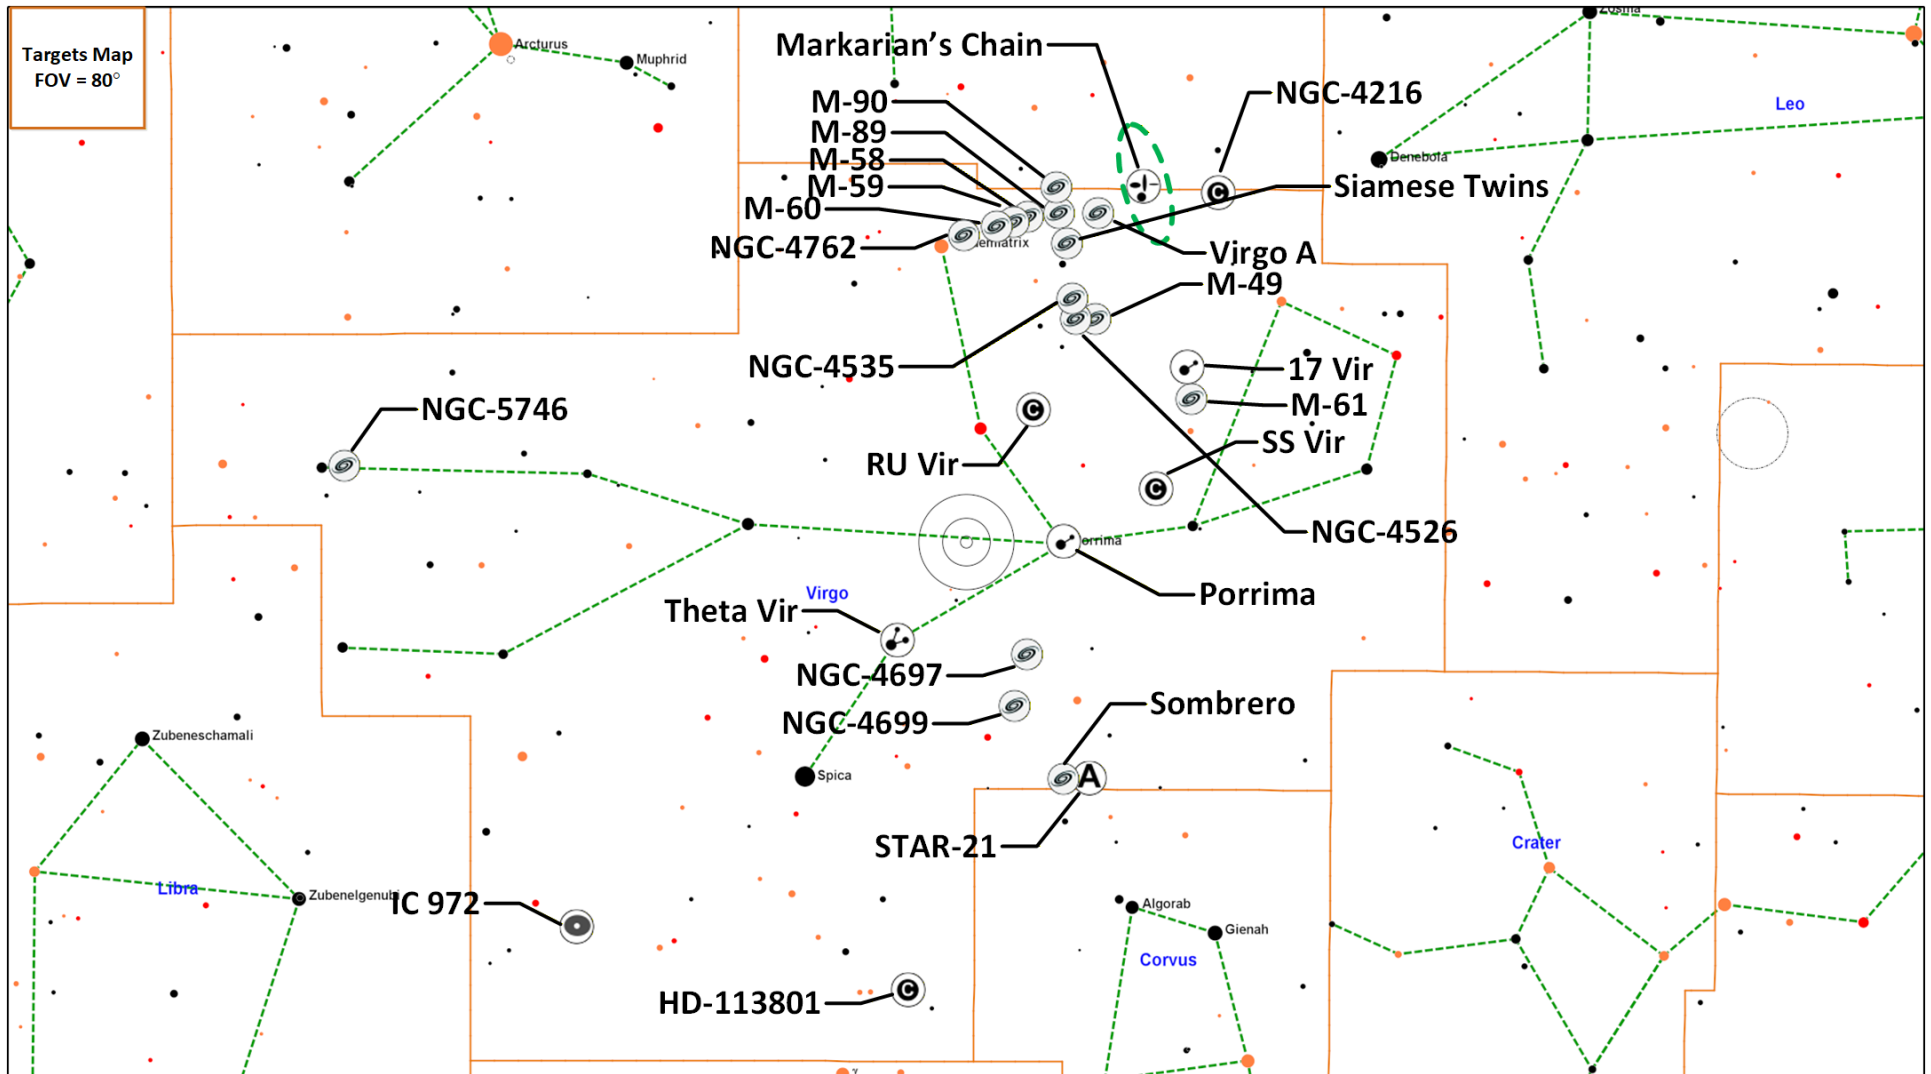 Targets Map
FOV = 80°
Arcturus
Muphrid
Markarian's Chain
Zosma
NGC-4216
Leo
M-90
M-89
M-58
M-59
M-60
NGC-4762
Denebola
Siamese Twins
Virgo A
M-49
NGC-4535
17 Vir
M-61
NGC-5746
SS Vir
RU Vir
NGC-4526
orrima
Porrima
Virgo
Theta Vir
NGC-4697
NGC-4699
Sombrero
C
C
C
C
A
Zubeneschamali
Spica
STAR-21
Crater
Libra
Zubenelgenubi
IC 972
Algorab
Gienah
Corvus
HD-113801